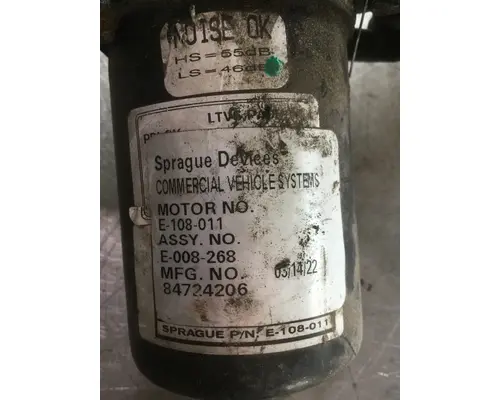 NOISE OK
HS = 55dB
LS = 46dB
Sprague Devices
COMMERCIAL VEHICLE SYSTEMS
MOTOR NO.
E-108-011
ASSY. NO.
E-008-268
MFG. NO. 03/14/22
84724206
SPRAGUE P/N: E-108-011